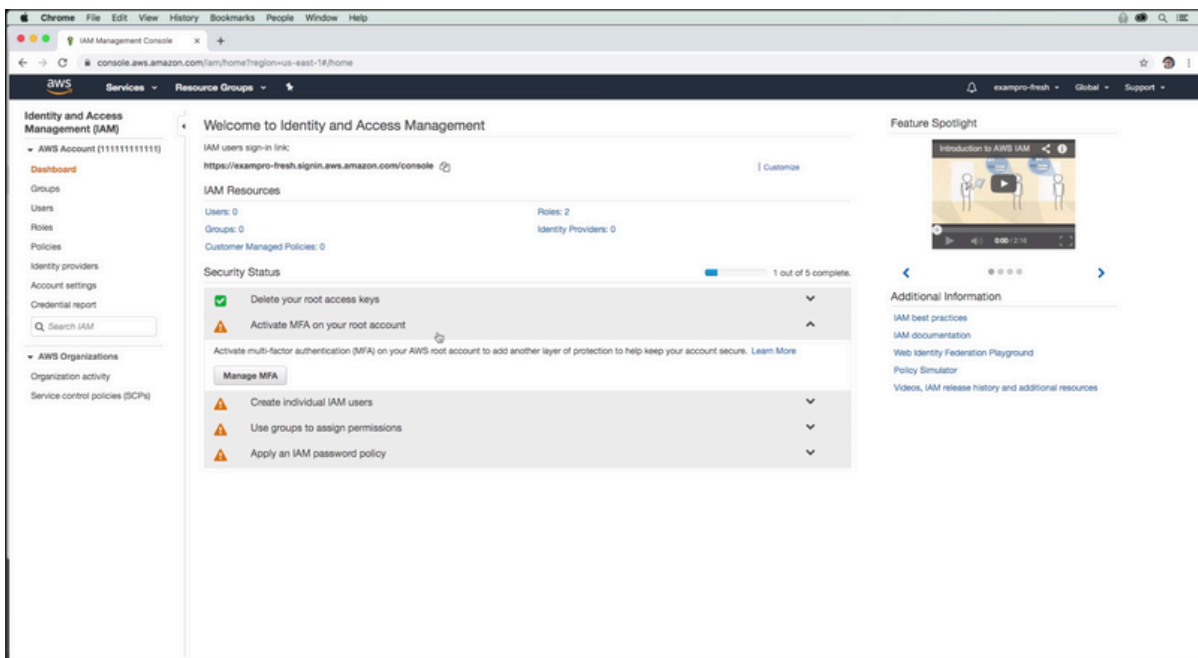 Chrome File Edit View History Bookmarks People Window Help
IAM Management Console
console.aws.amazon.com/iam/home?region=us-east-1#/home
aws Services Resource Groups exampro-fresh Global Support
Identity and Access
Management (IAM)
AWS Account (111111111111)
Dashboard
Groups
Users
Roles
Policies
Identity providers
Account settings
Credential report
Search IAM
AWS Organizations
Organization activity
Service control policies (SCPs)
Welcome to Identity and Access Management
IAM users sign-in link:
https://exampro-fresh.signin.aws.amazon.com/console Customize
IAM Resources
Users: 0 Roles: 2
Groups: 0 Identity Providers: 0
Customer Managed Policies: 0
Security Status 1 out of 5 complete.
Delete your root access keys
Activate MFA on your root account
Activate multi-factor authentication (MFA) on your AWS root account to add another layer of protection to help keep your account secure. Learn More
Manage MFA
Create individual IAM users
Use groups to assign permissions
Apply an IAM password policy
Feature Spotlight
Introduction to AWS IAM
0:00 / 2:16
Additional Information
IAM best practices
IAM documentation
Web Identity Federation Playground
Policy Simulator
Videos, IAM release history and additional resources